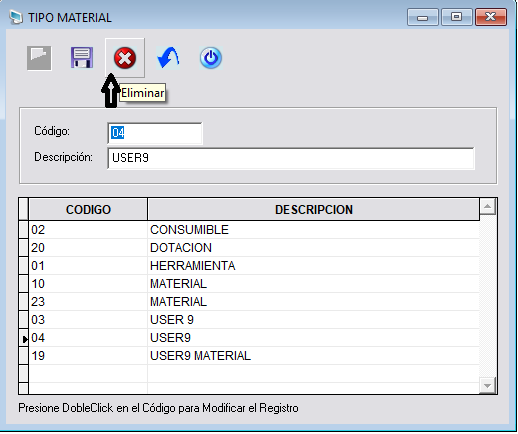 TIPO MATERIAL
Eliminar
Código: 04
Descripción: USER9
CODIGO DESCRIPCION
02 CONSUMIBLE
20 DOTACION
01 HERRAMIENTA
10 MATERIAL
23 MATERIAL
03 USER 9
04 USER9
19 USER9 MATERIAL
Presione DobleClick en el Código para Modificar el Registro